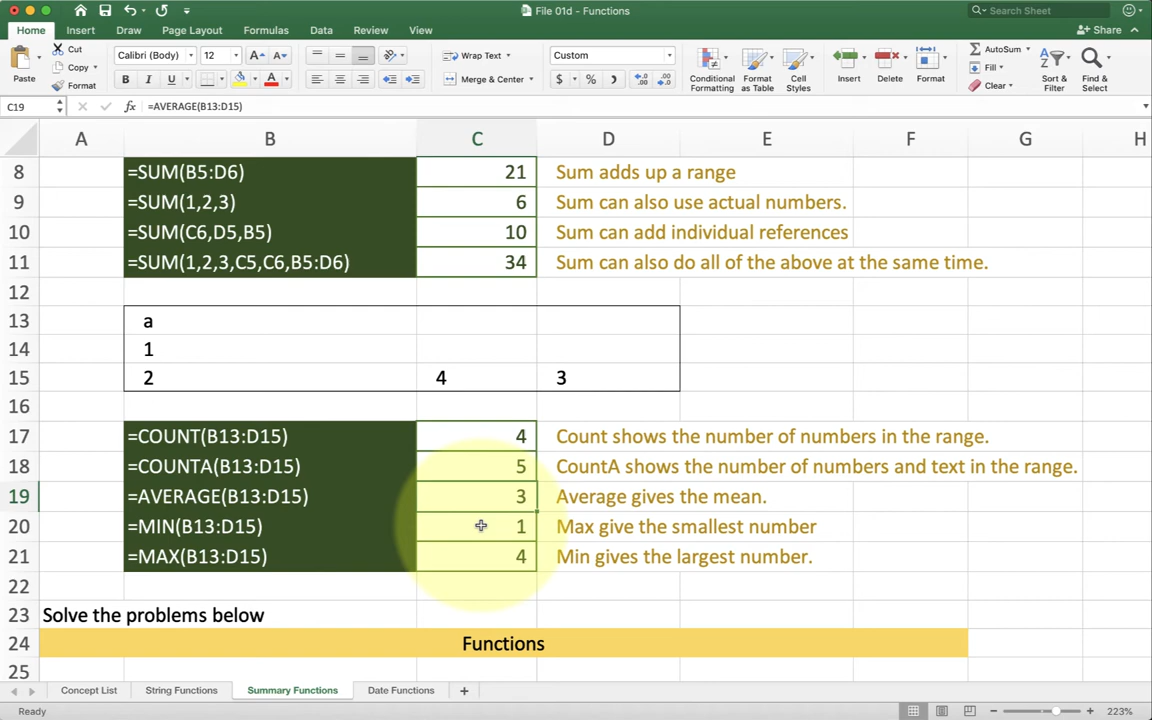 File 01d - Functions
Search Sheet
Home Insert Draw Page Layout Formulas Data Review View Share
Paste Cut Copy Format
Calibri (Body) 12
B I U
Wrap Text
Merge & Center
Custom
$ %
Conditional Formatting
Format as Table
Cell Styles
Insert Delete Format
AutoSum
Fill
Clear
Sort & Filter
Find & Select
C19 fx =AVERAGE(B13:D15)
A B C D E F G H
8 =SUM(B5:D6) 21 Sum adds up a range
9 =SUM(1,2,3) 6 Sum can also use actual numbers.
10 =SUM(C6,D5,B5) 10 Sum can add individual references
11 =SUM(1,2,3,C5,C6,B5:D6) 34 Sum can also do all of the above at the same time.
12
13 a
14 1
15 2 4 3
16
17 =COUNT(B13:D15) 4 Count shows the number of numbers in the range.
18 =COUNTA(B13:D15) 5 CountA shows the number of numbers and text in the range.
19 =AVERAGE(B13:D15) 3 Average gives the mean.
20 =MIN(B13:D15) 1 Max give the smallest number
21 =MAX(B13:D15) 4 Min gives the largest number.
22
23 Solve the problems below
24 Functions
25
Concept List String Functions Summary Functions Date Functions +
Ready 223%